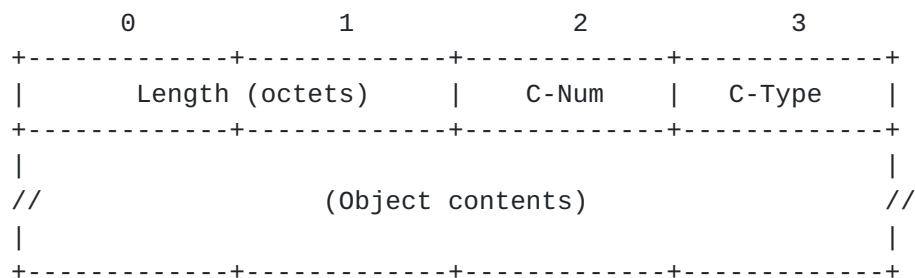 0             1              2             3
+-------------+-------------+-------------+-------------+
|       Length (octets)     |    C-Num    |   C-Type    |
+-------------+-------------+-------------+-------------+
|                                                       |
//                  (Object contents)                   //
|                                                       |
+-------------+-------------+-------------+-------------+